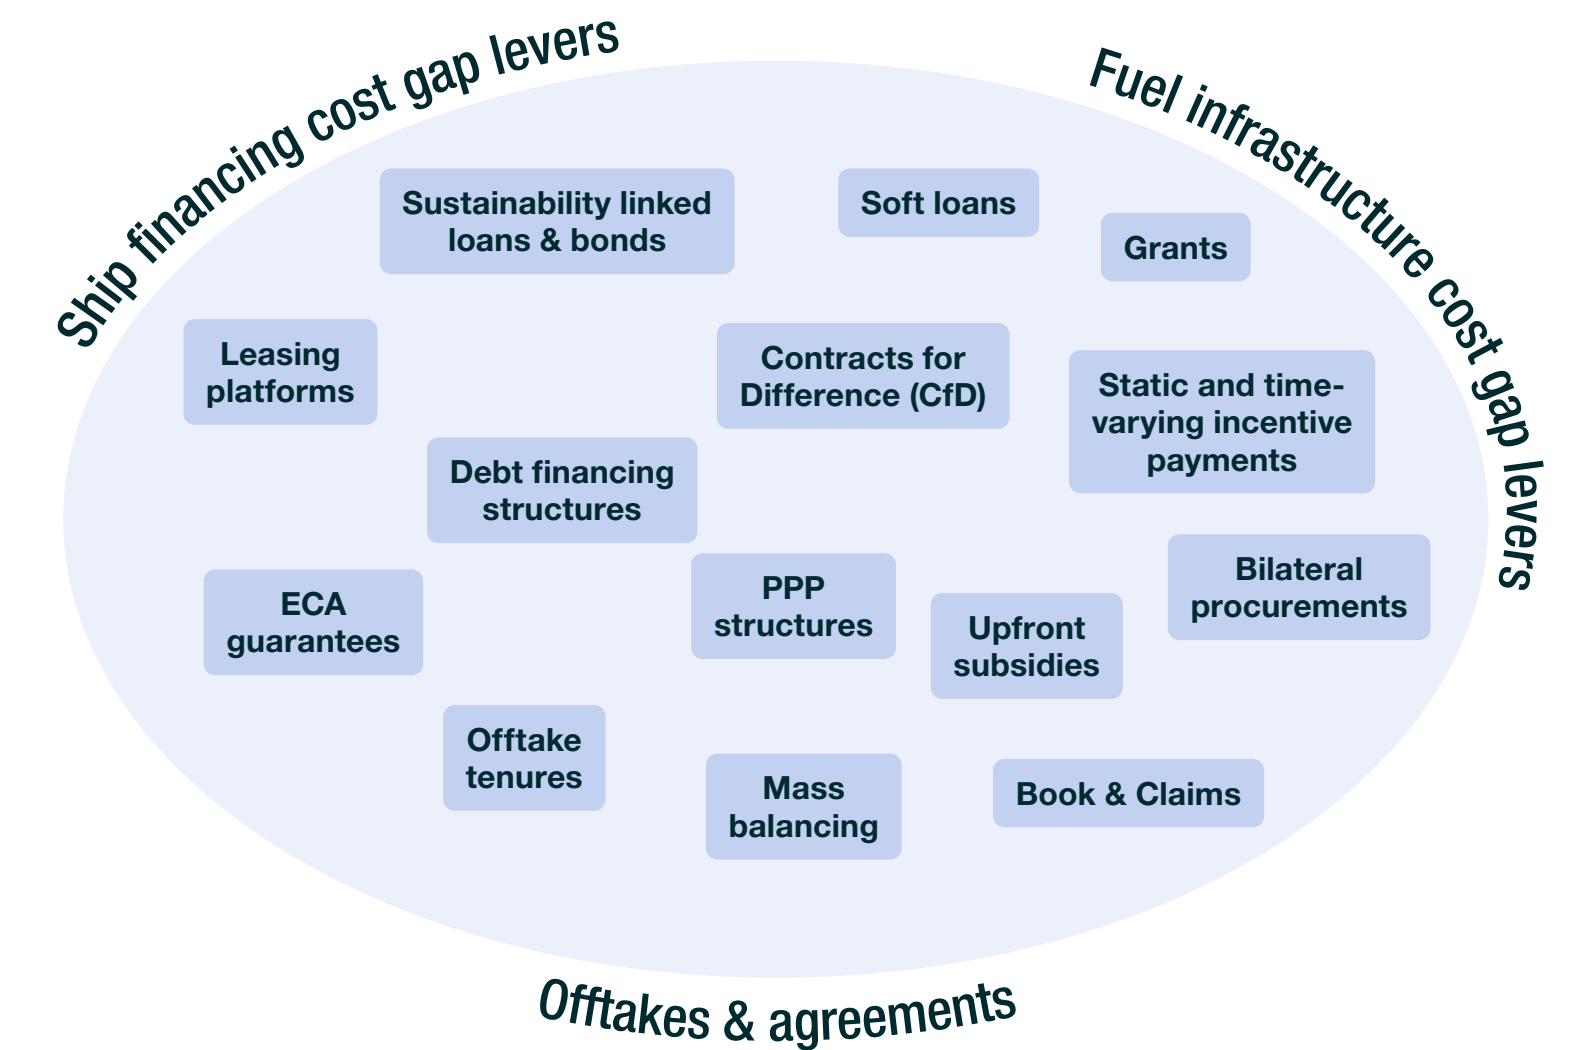 Ship financing cost gap levers
Fuel infrastructure cost gap levers
Sustainability linked
loans & bonds
Soft loans
Grants
Leasing
platforms
Contracts for
Difference (CfD)
Static and time-
varying incentive
payments
Debt financing
structures
ECA
guarantees
PPP
structures
Upfront
subsidies
Bilateral
procurements
Offtake
tenures
Mass
balancing
Book & Claims
Offtakes & agreements